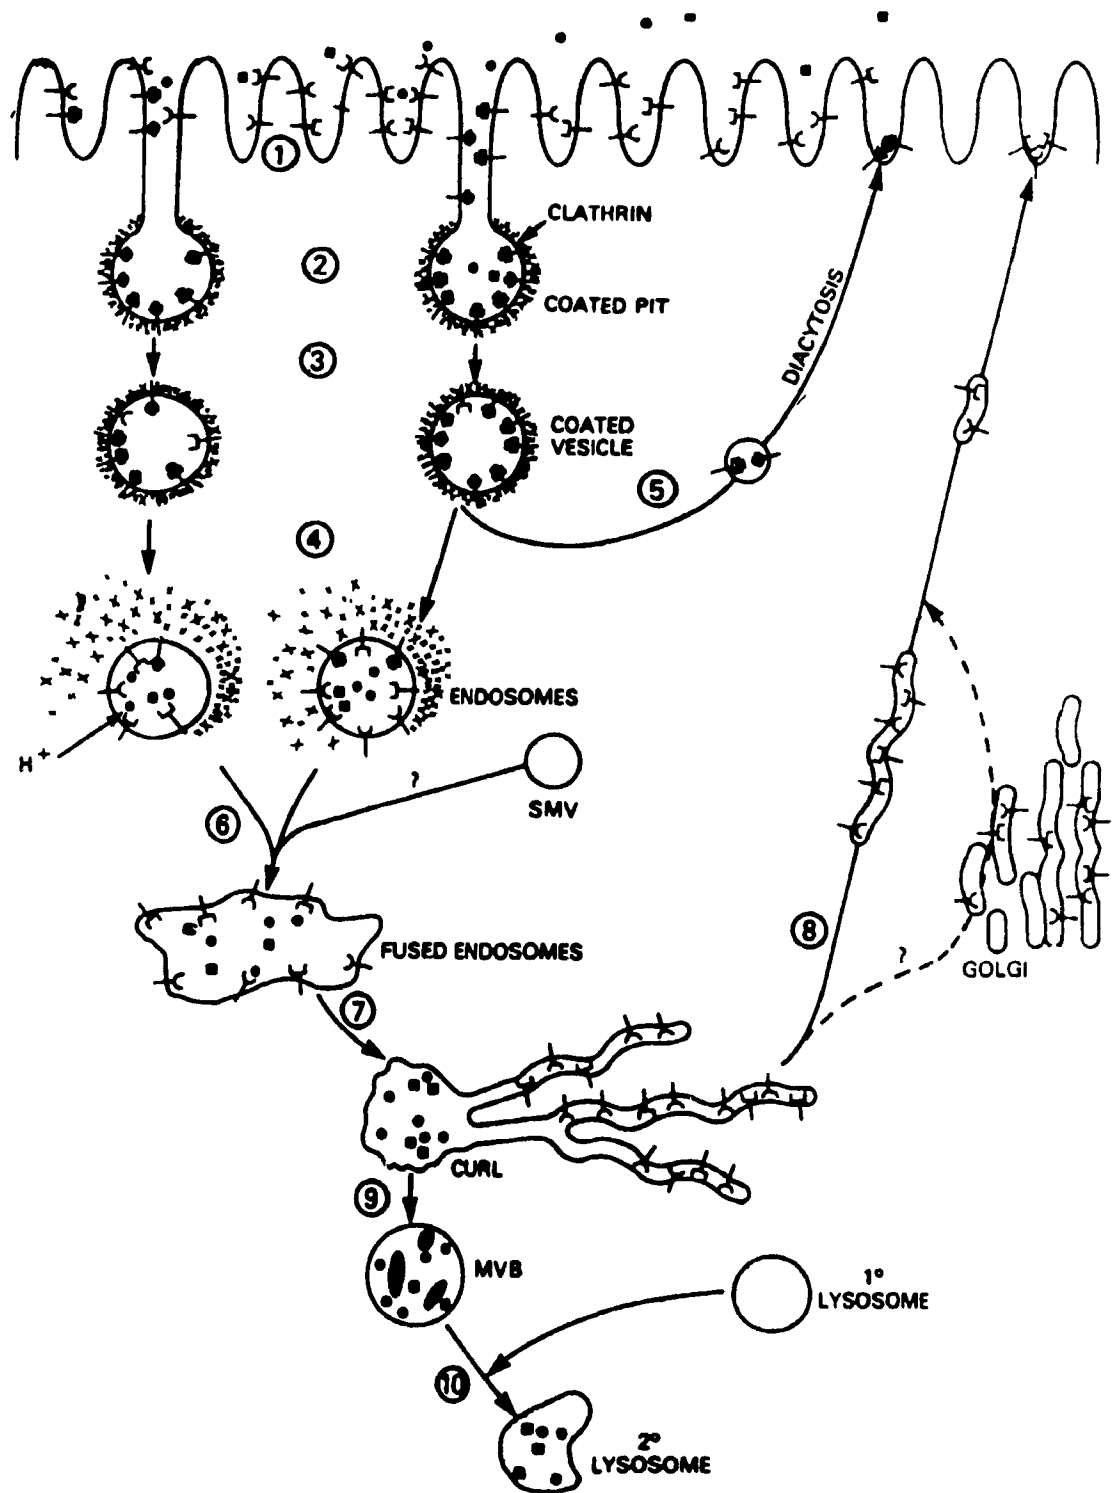 ①
CLATHRIN
②
COATED PIT
DIACYTOSIS
③
COATED
VESICLE
⑤
④
ENDOSOMES
H+
?
SMV
⑥
⑧
FUSED ENDOSOMES
?
GOLGI
⑦
CURL
⑨
MVB
1°
LYSOSOME
⑩
2°
LYSOSOME